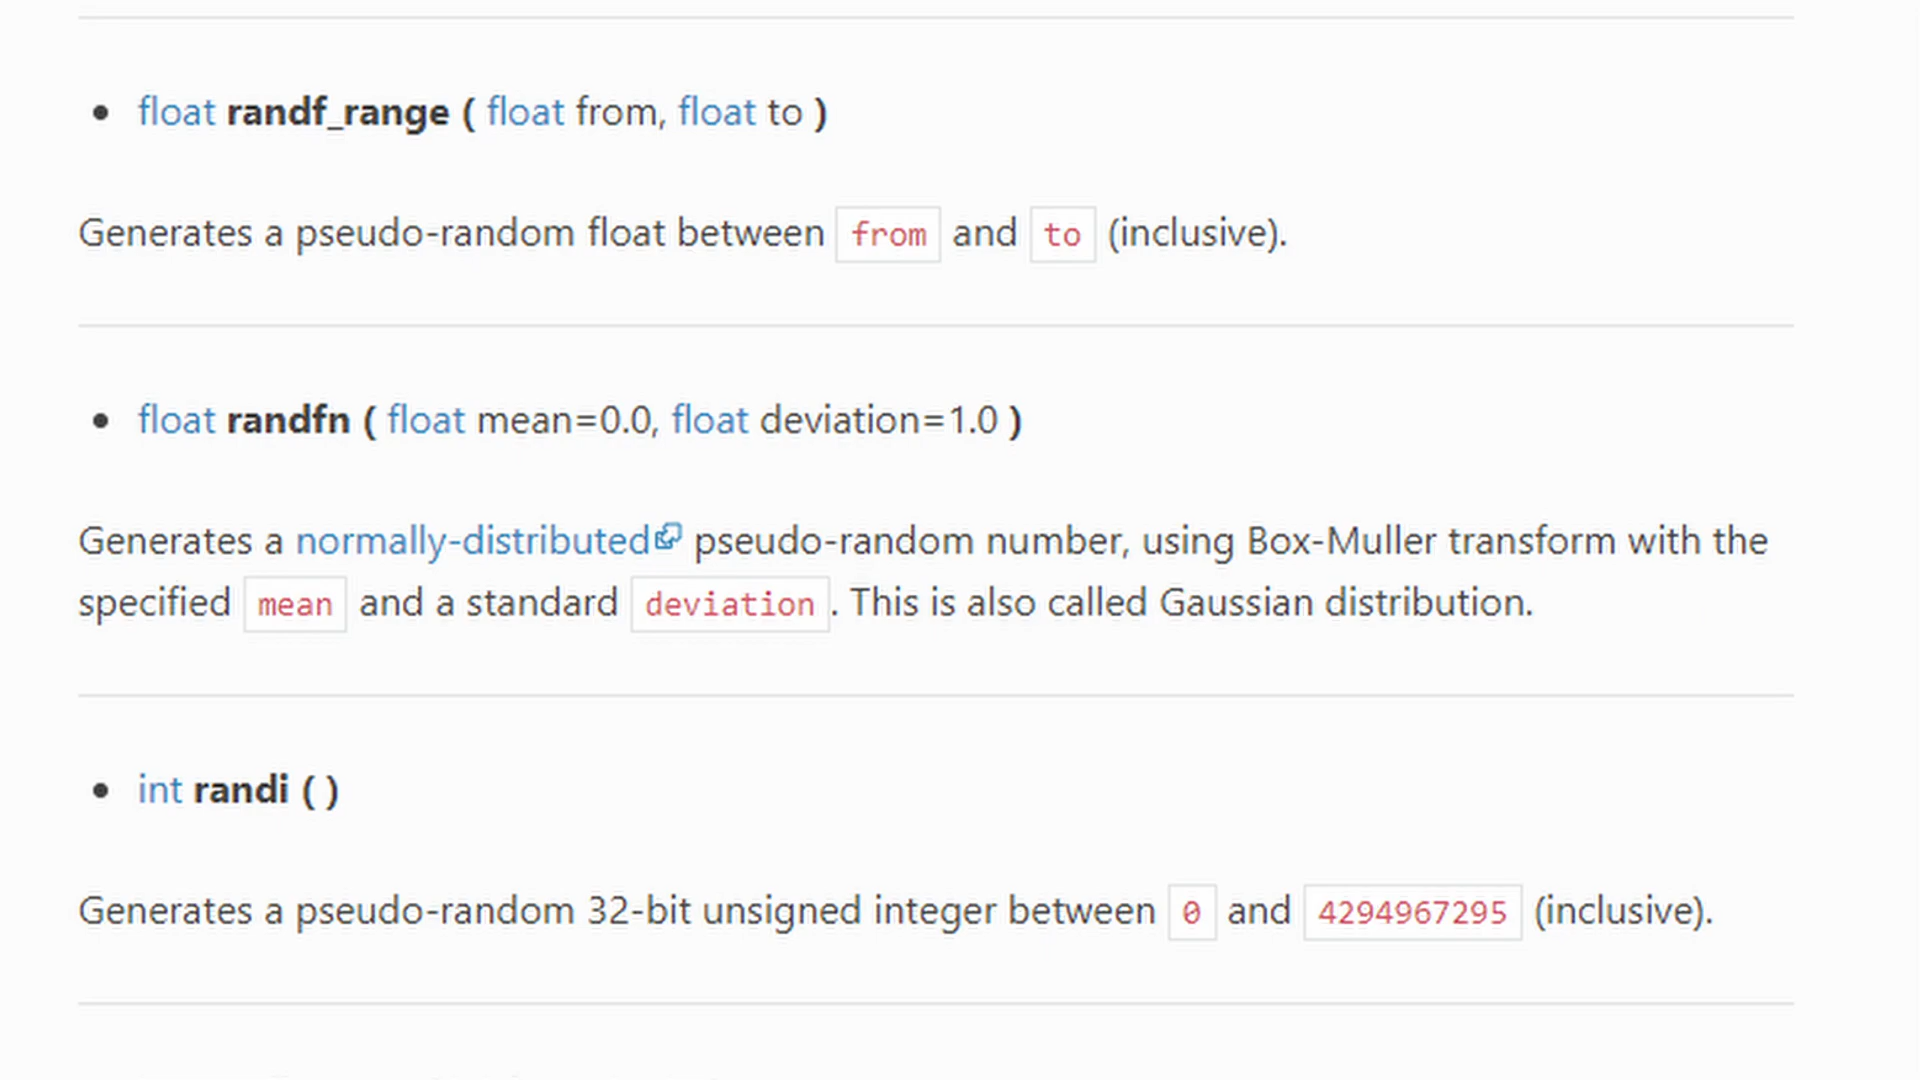 • float randf_range ( float from, float to )
Generates a pseudo-random float between from and to (inclusive).
• float randfn ( float mean=0.0, float deviation=1.0 )
Generates a normally-distributed pseudo-random number, using Box-Muller transform with the
specified mean and a standard deviation. This is also called Gaussian distribution.
• int randi ( )
Generates a pseudo-random 32-bit unsigned integer between 0 and 4294967295 (inclusive).